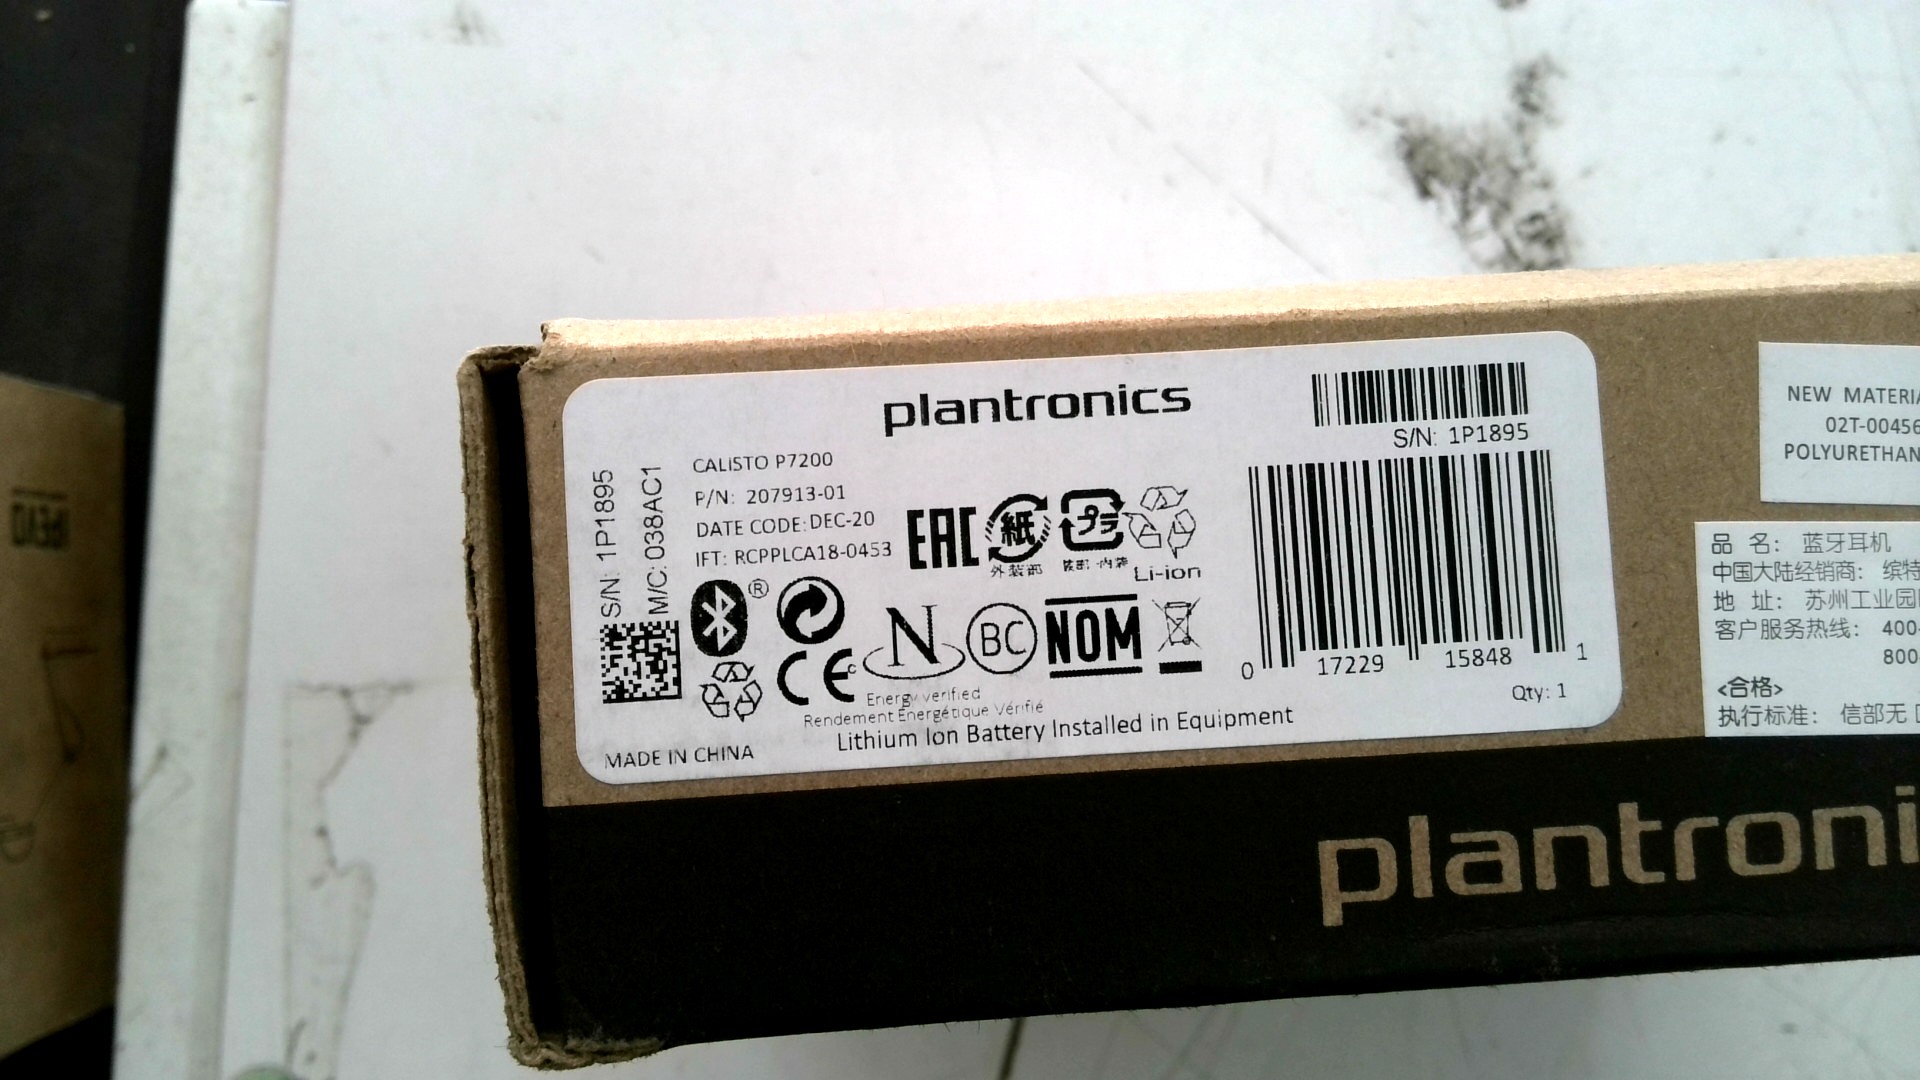 plantronics
S/N: 1P1895
S/N: 1P1895
M/C: 038AC1
CALISTO P7200
P/N: 207913-01
DATE CODE: DEC-20
IFT: RCPPLCA18-0453
EAC
紙
外装部
プラ
Li-ion
®
CE
N
BC
NOM
Energy verified
Rendement Énergétique Vérifié
Lithium Ion Battery Installed in Equipment
MADE IN CHINA
0 17229 15848 1
Qty: 1
NEW MATERIA
02T-00456
POLYURETHAN
品 名: 蓝牙耳机
中国大陆经销商: 缤特
地 址: 苏州工业园
客户服务热线: 400
800
<合格>
执行标准: 信部无
plantroni
IPEVO